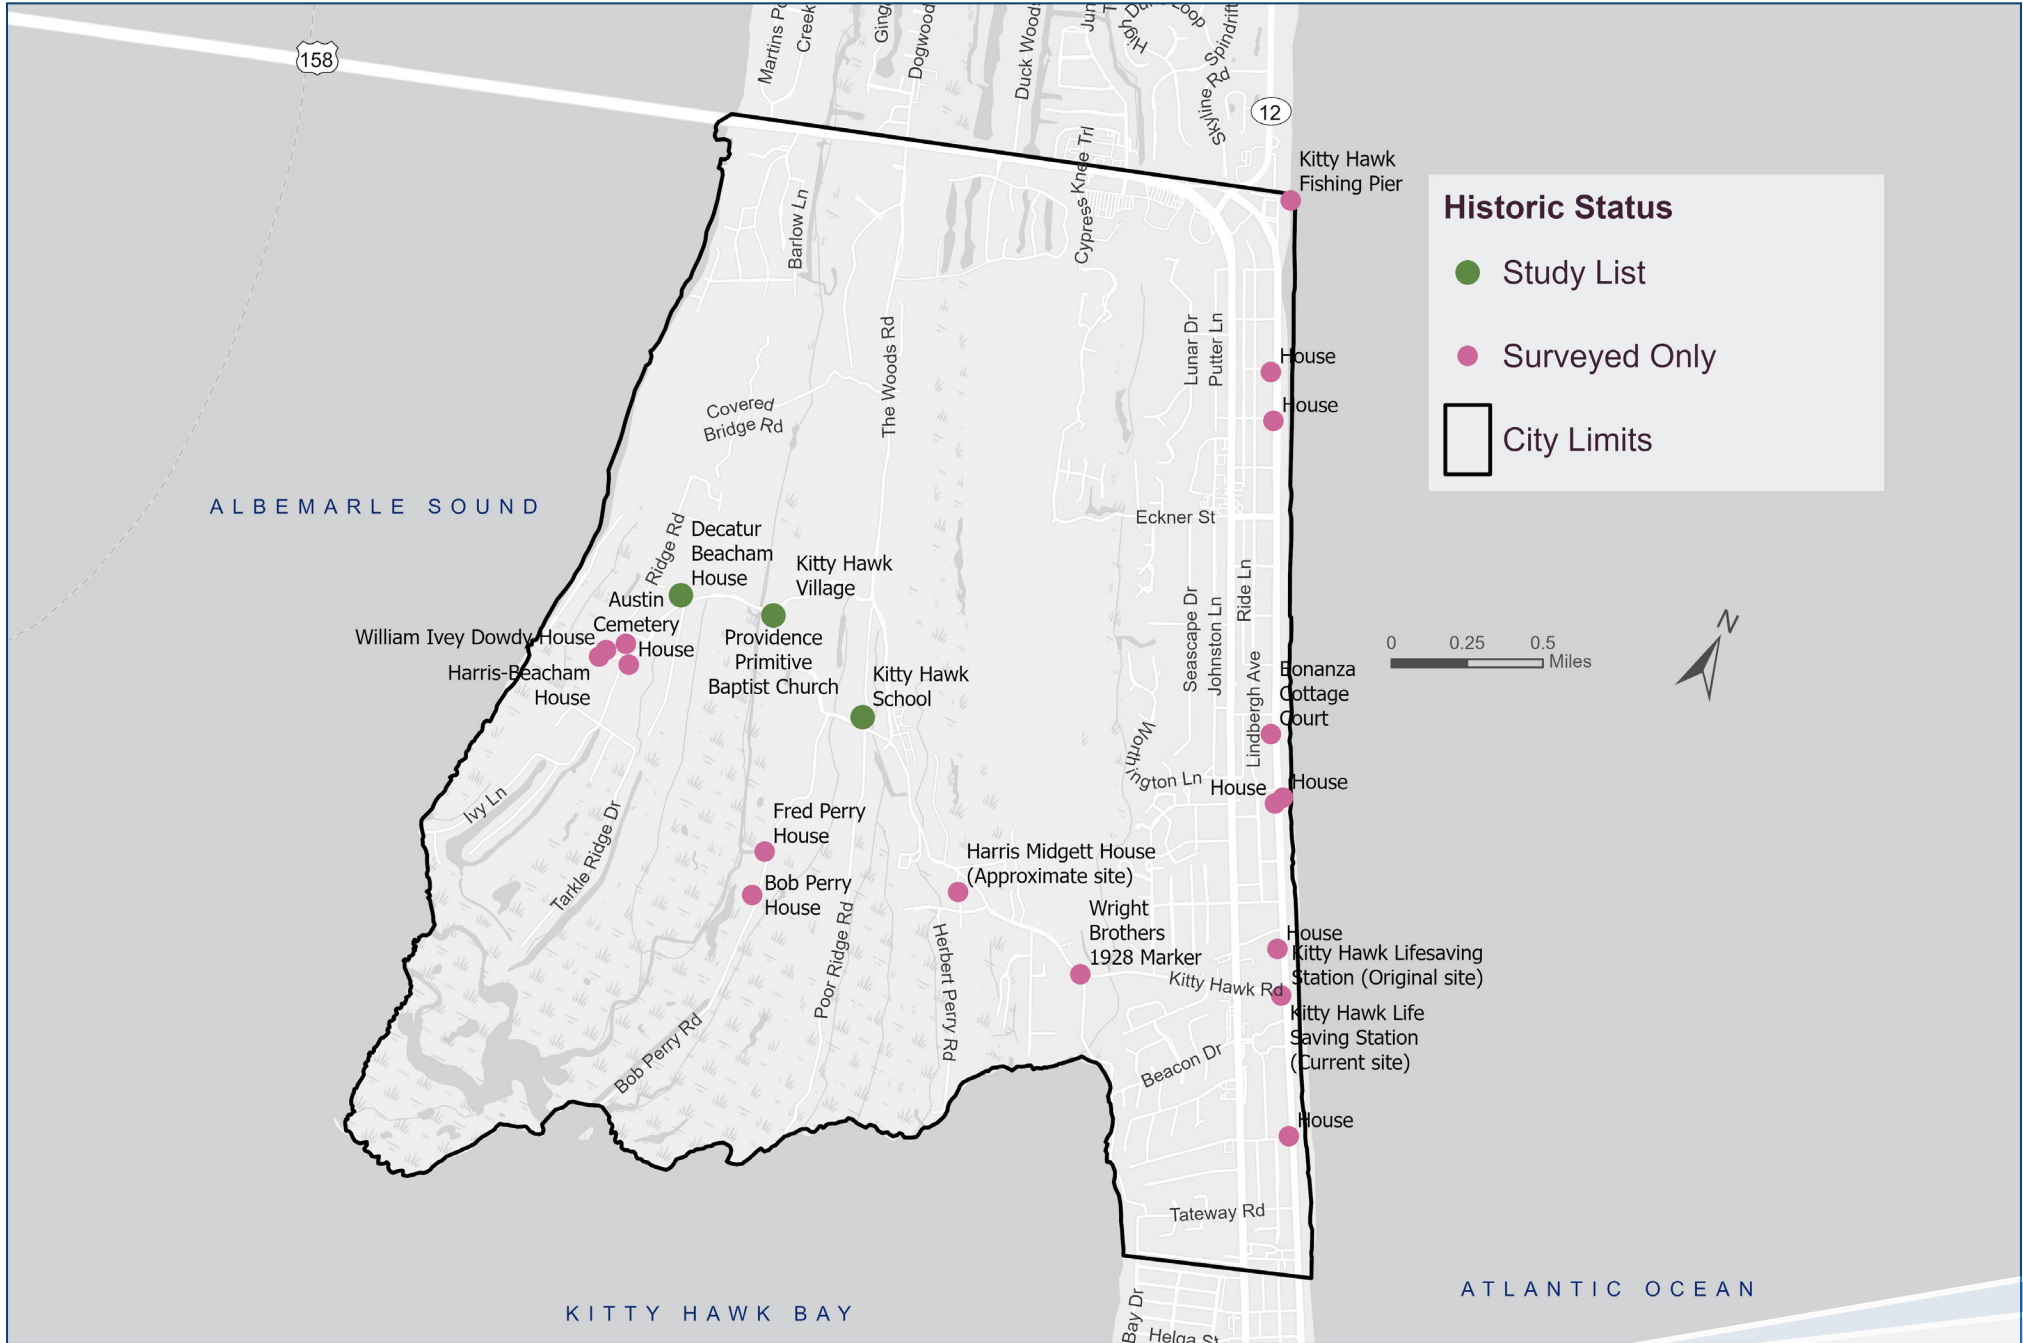 Martins Po
Creek
Ging
Dogwood
Duck Woods
Jun
High Dune Loop
Spindrift
Skyline Rd
158
12
Kitty Hawk
Fishing Pier
Historic Status
Study List
Surveyed Only
City Limits
Barlow Ln
Cypress Knee Trl
The Woods Rd
Lunar Dr
Putter Ln
House
House
Covered
Bridge Rd
ALBEMARLE SOUND
Eckner St
Ridge Rd
Decatur
Beacham
House
Kitty Hawk
Village
Austin
Cemetery
William Ivey Dowdy House
House
Harris-Beacham
House
Providence
Primitive
Baptist Church
Kitty Hawk
School
Seascape Dr
Johnston Ln
Ride Ln
Lindbergh Ave
0 0.25 0.5
Miles
N
Bonanza
Cottage
Court
Worthington Ln
House
House
Ivy Ln
Tarkle Ridge Dr
Fred Perry
House
Bob Perry
House
Harris Midgett House
(Approximate site)
Wright
Brothers
1928 Marker
Poor Ridge Rd
Herbert Perry Rd
House
Kitty Hawk Lifesaving
Station (Original site)
Kitty Hawk Rd
Kitty Hawk Life
Saving Station
(Current site)
Bob Perry Rd
Beacon Dr
House
Tateway Rd
ATLANTIC OCEAN
KITTY HAWK BAY
Bay Dr
Helga St